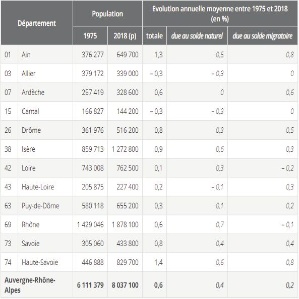 Département Population Evolution annuelle moyenne entre 1975 et 2018
(en %)
1975 2018 (p) totale due au solde naturel due au solde migratoire
01 Ain 376 277 649 700 1,3 0,5 0,8
03 Allier 379 172 339 000 – 0,3 – 0,3 0
07 Ardèche 257 419 328 600 0,6 0 0,6
15 Cantal 166 827 144 200 – 0,3 – 0,3 0
26 Drôme 361 976 516 200 0,8 0,3 0,5
38 Isère 859 713 1 272 800 0,9 0,6 0,3
42 Loire 743 008 762 500 0,1 0,3 – 0,2
43 Haute-Loire 205 875 227 400 0,2 – 0,1 0,3
63 Puy-de-Dôme 580 118 655 200 0,3 0,1 0,2
69 Rhône 1 429 046 1 878 100 0,6 0,7 – 0,1
73 Savoie 305 060 433 800 0,8 0,4 0,4
74 Haute-Savoie 446 888 829 700 1,4 0,6 0,8
Auvergne-Rhône-
Alpes 6 111 379 8 037 100 0,6 0,4 0,2